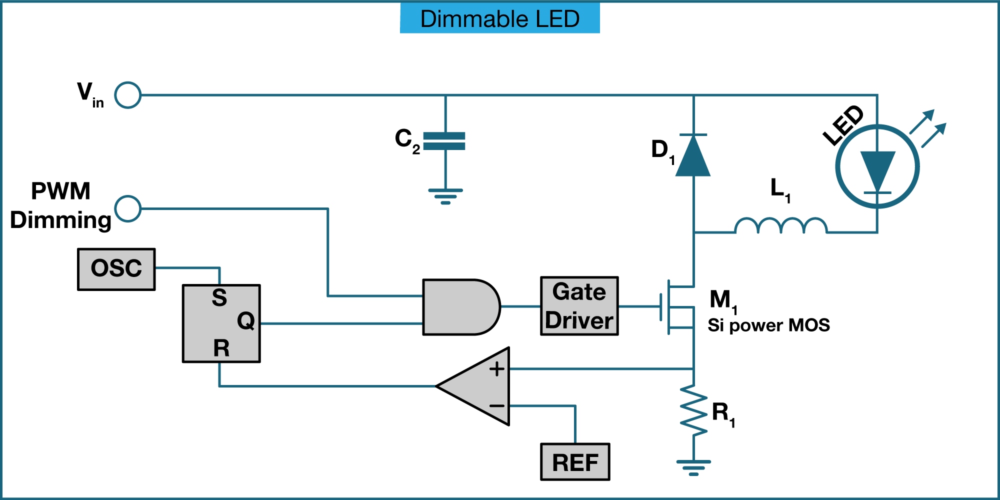 Dimmable LED
Vin
C2
D1
LED
L1
PWM
Dimming
OSC
S
Q
R
Gate
Driver
M1
Si power MOS
+
−
R1
REF